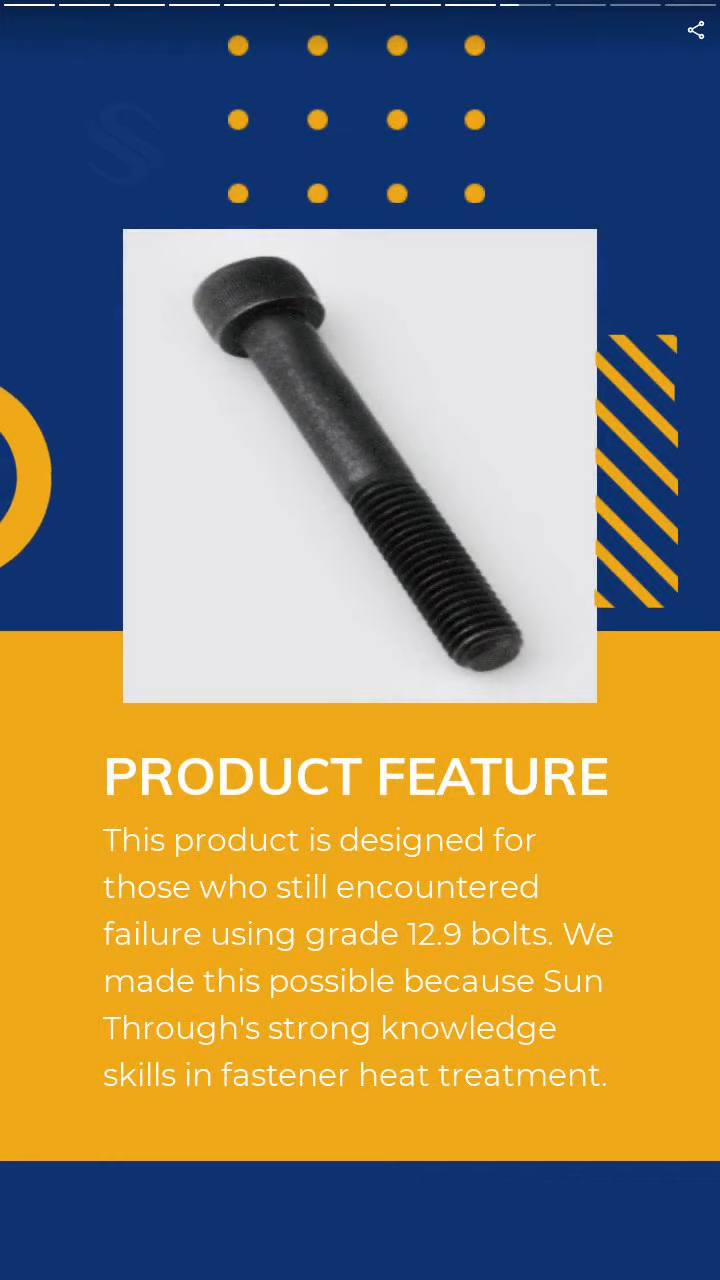 PRODUCT FEATURE
This product is designed for
those who still encountered
failure using grade 12.9 bolts. We
made this possible because Sun
Through's strong knowledge
skills in fastener heat treatment.